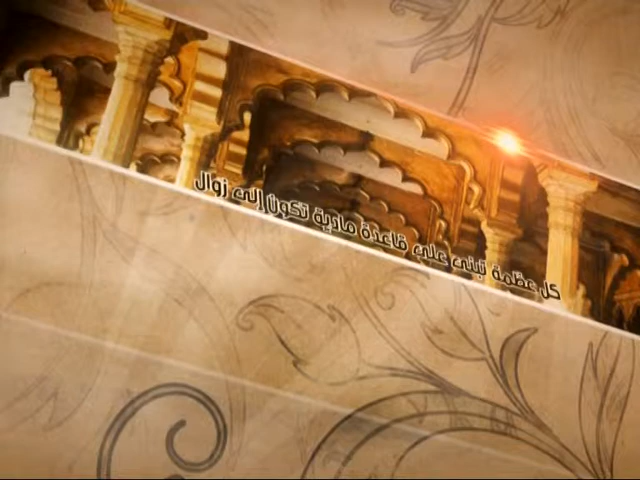 كل عظمة تبنى على قاعدة مادية تكون إلى زوال